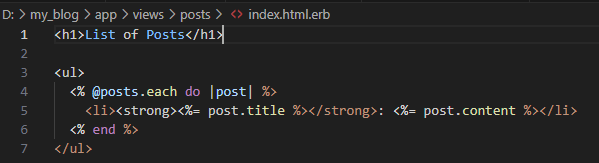 D: > my_blog > app > views > posts > <> index.html.erb
1 <h1>List of Posts</h1>
2
3 <ul>
4   <% @posts.each do |post| %>
5     <li><strong><%= post.title %></strong>: <%= post.content %></li>
6   <% end %>
7 </ul>